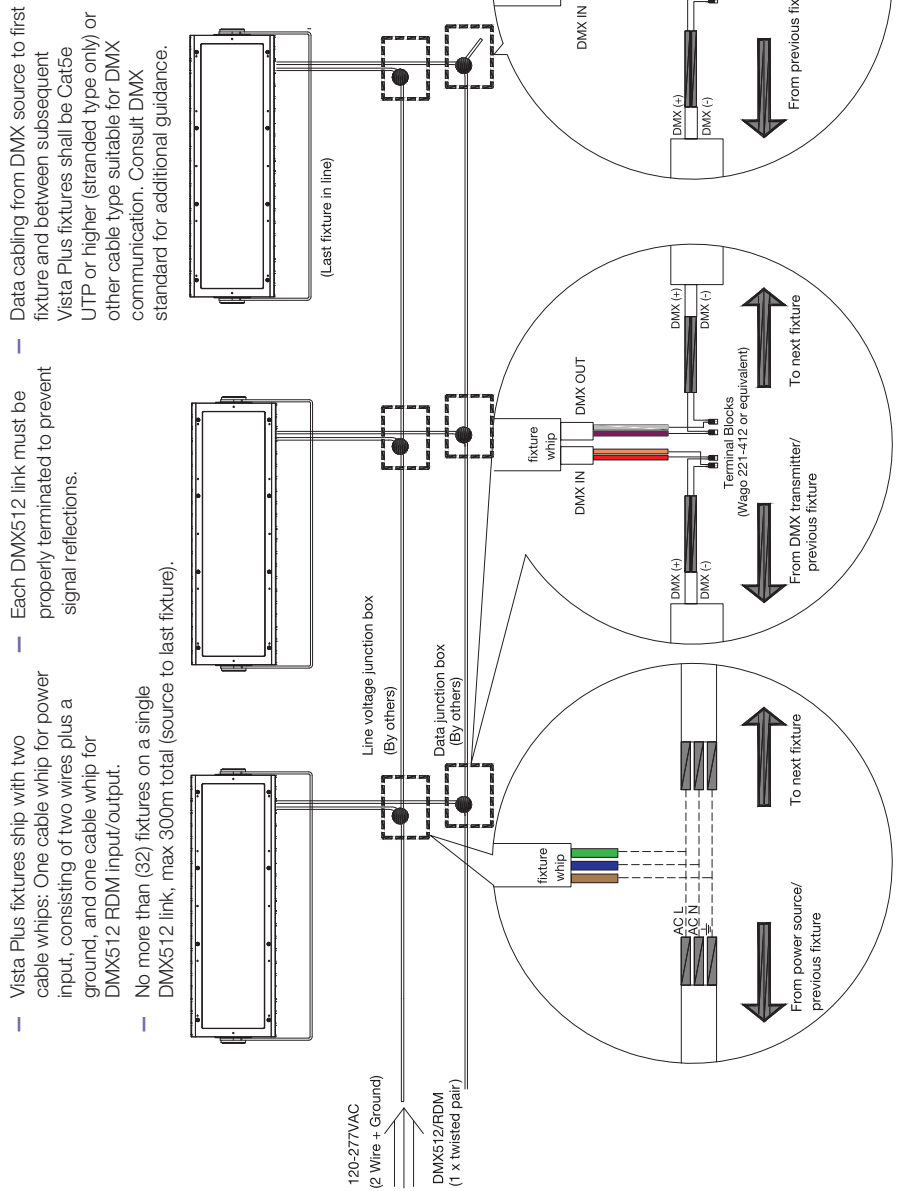 — Vista Plus fixtures ship with two
cable whips: One cable whip for power
input, consisting of two wires plus a
ground, and one cable whip for
DMX512 RDM input/output.
— No more than (32) fixtures on a single
DMX512 link, max 300m total (source to last fixture).
— Each DMX512 link must be
properly terminated to prevent
signal reflections.
— Data cabling from DMX source to first
fixture and between subsequent
Vista Plus fixtures shall be Cat5e
UTP or higher (stranded type only) or
other cable type suitable for DMX
communication. Consult DMX
standard for additional guidance.
(Last fixture in line)
120-277VAC
(2 Wire + Ground)
DMX512/RDM
(1 x twisted pair)
Line voltage junction box
(By others)
Data junction box
(By others)
fixture
whip
AC L
AC N
From power source/
previous fixture
To next fixture
fixture
whip
DMX IN
DMX OUT
DMX (+)
DMX (-)
DMX (+)
DMX (-)
Terminal Blocks
(Wago 221-412 or equivalent)
From DMX transmitter/
previous fixture
To next fixture
DMX IN
DMX (+)
DMX (-)
From previous